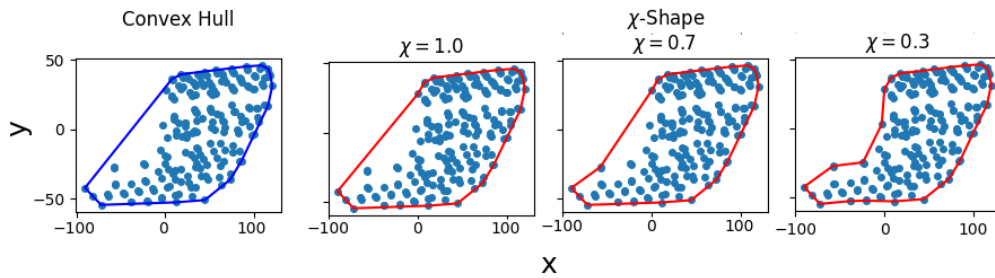 Convex Hull
χ-Shape
χ = 1.0
χ = 0.7
χ = 0.3
50
0
−50
y
−100 0 100
−100 0 100
−100 0 100
−100 0 100
x